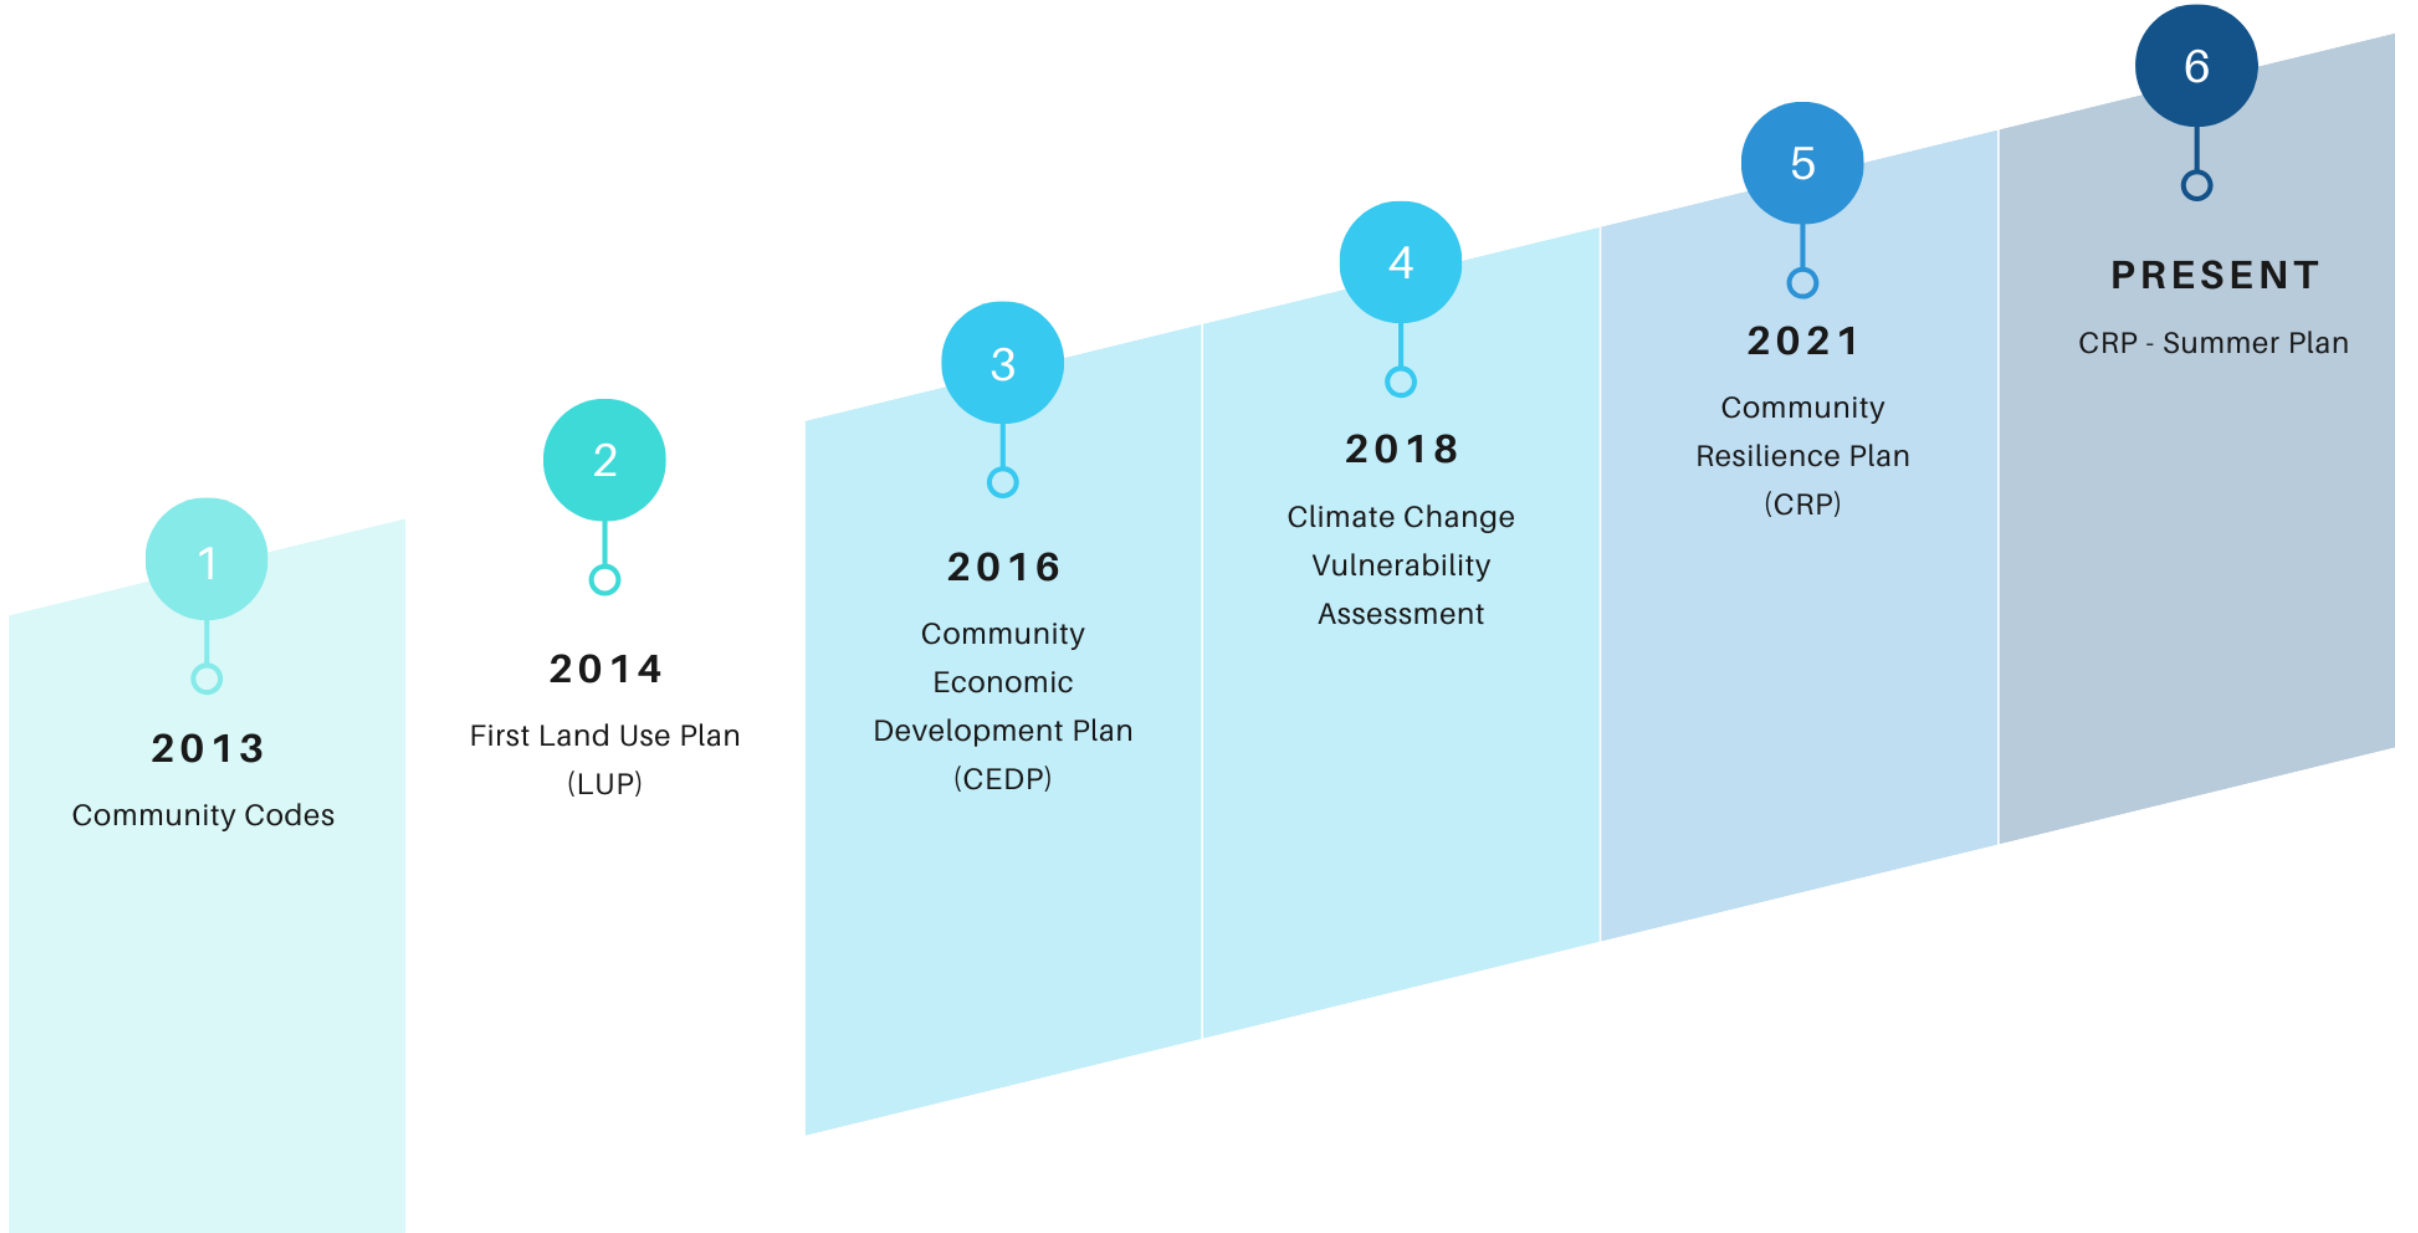 1
2013
Community Codes
2
2014
First Land Use Plan
(LUP)
3
2016
Community
Economic
Development Plan
(CEDP)
4
2018
Climate Change
Vulnerability
Assessment
5
2021
Community
Resilience Plan
(CRP)
6
PRESENT
CRP - Summer Plan